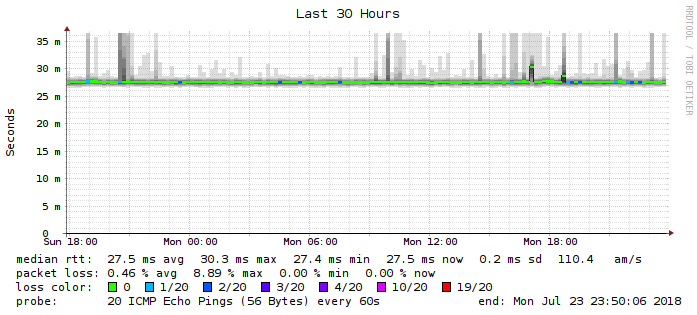 Last 30 Hours
RRDTOOL / TOBI OETIKER
Seconds
35 m
30 m
25 m
20 m
15 m
10 m
5 m
0
Sun 18:00 Mon 00:00 Mon 06:00 Mon 12:00 Mon 18:00
median rtt: 27.5 ms avg 30.3 ms max 27.4 ms min 27.5 ms now 0.2 ms sd 110.4 am/s
packet loss: 0.46 % avg 8.89 % max 0.00 % min 0.00 % now
loss color: 0 1/20 2/20 3/20 4/20 10/20 19/20
probe: 20 ICMP Echo Pings (56 Bytes) every 60s end: Mon Jul 23 23:50:06 2018